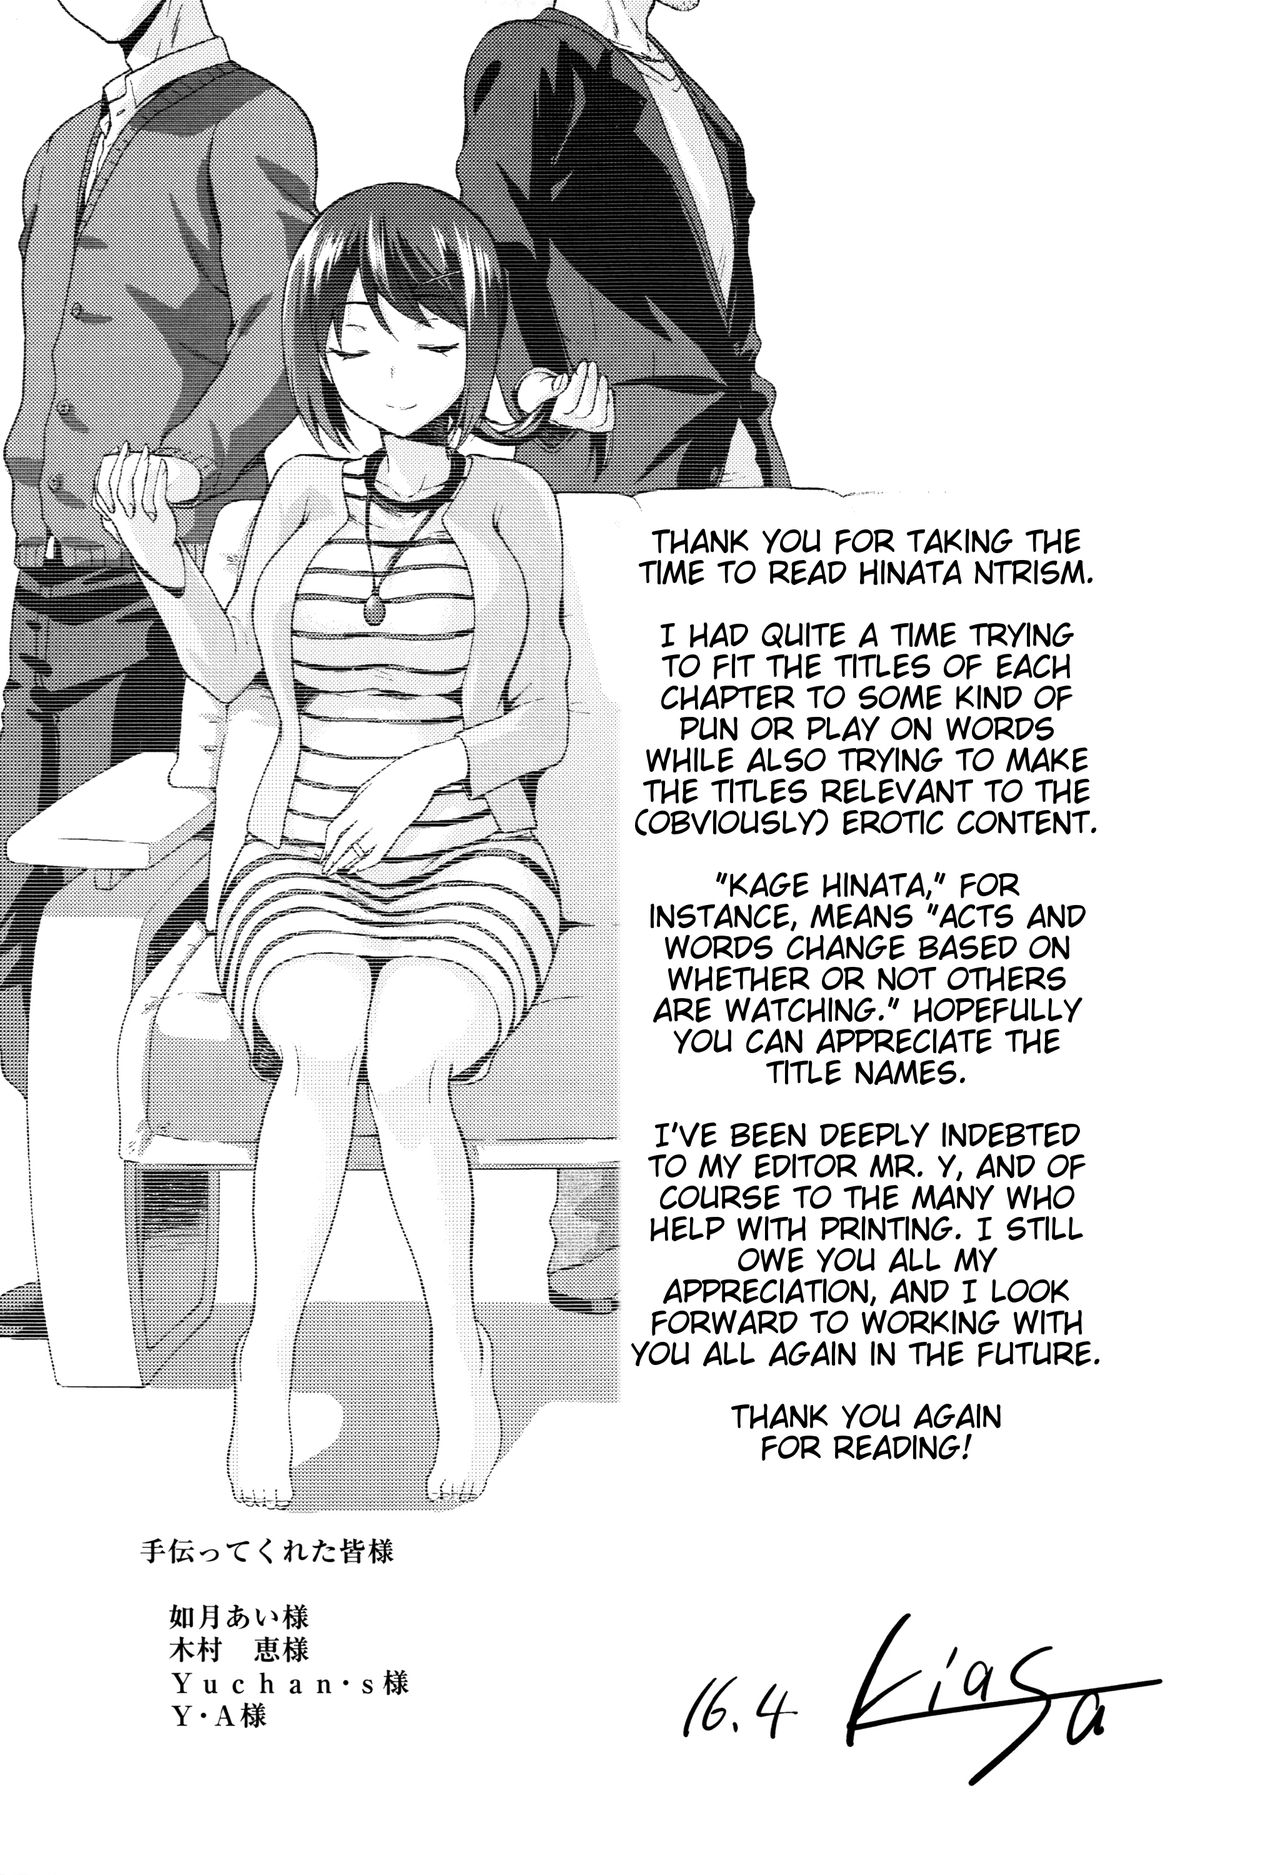 THANK YOU FOR TAKING THE
TIME TO READ HINATA NTRISM.
I HAD QUITE A TIME TRYING
TO FIT THE TITLES OF EACH
CHAPTER TO SOME KIND OF
PUN OR PLAY ON WORDS
WHILE ALSO TRYING TO MAKE
THE TITLES RELEVANT TO THE
(OBVIOUSLY) EROTIC CONTENT.
"KAGE HINATA," FOR
INSTANCE, MEANS "ACTS AND
WORDS CHANGE BASED ON
WHETHER OR NOT OTHERS
ARE WATCHING." HOPEFULLY
YOU CAN APPRECIATE THE
TITLE NAMES.
I'VE BEEN DEEPLY INDEBTED
TO MY EDITOR MR. Y, AND OF
COURSE TO THE MANY WHO
HELP WITH PRINTING. I STILL
OWE YOU ALL MY
APPRECIATION, AND I LOOK
FORWARD TO WORKING WITH
YOU ALL AGAIN IN THE FUTURE.
THANK YOU AGAIN
FOR READING!
手伝ってくれた皆様
如月あい様
木村　恵様
Yuchan・s様
Y・A様
16.4 kiasa